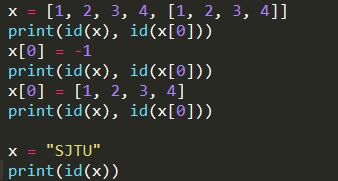 x = [1, 2, 3, 4, [1, 2, 3, 4]]
print(id(x), id(x[0]))
x[0] = -1
print(id(x), id(x[0]))
x[0] = [1, 2, 3, 4]
print(id(x), id(x[0]))
x = "SJTU"
print(id(x))